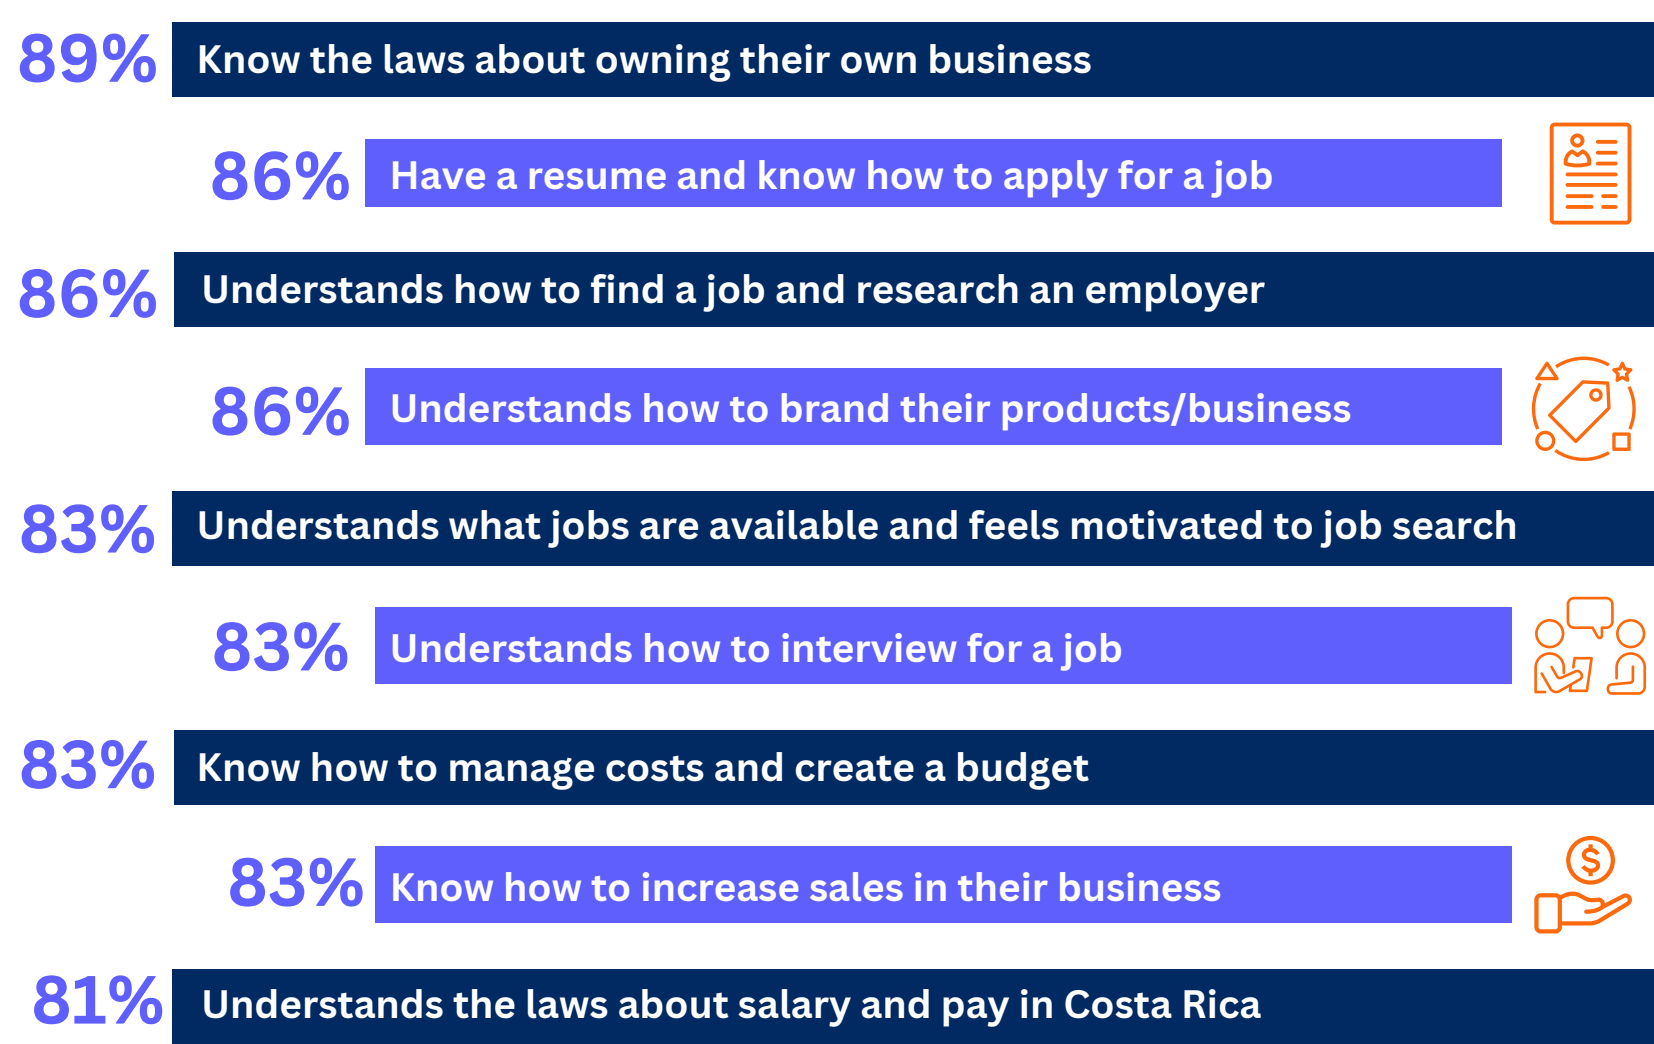 89% Know the laws about owning their own business
86% Have a resume and know how to apply for a job
86% Understands how to find a job and research an employer
86% Understands how to brand their products/business
83% Understands what jobs are available and feels motivated to job search
83% Understands how to interview for a job
83% Know how to manage costs and create a budget
83% Know how to increase sales in their business
$
81% Understands the laws about salary and pay in Costa Rica